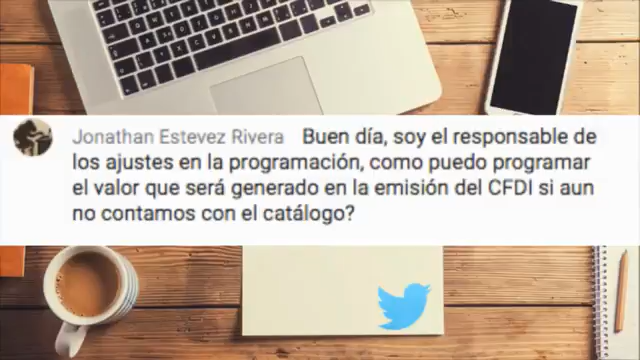 Jonathan Estevez Rivera Buen día, soy el responsable de
los ajustes en la programación, como puedo programar
el valor que será generado en la emisión del CFDI si aun
no contamos con el catálogo?